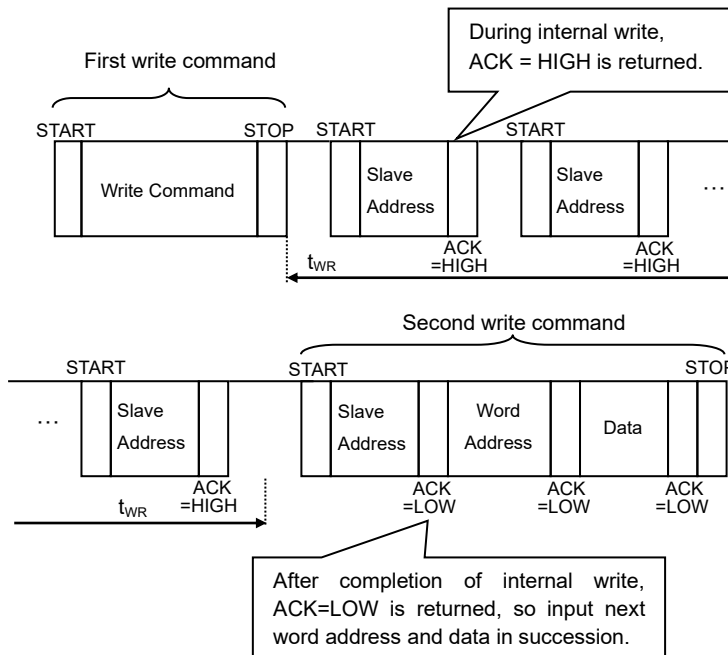 During internal write,
ACK = HIGH is returned.
First write command
START STOP START START
Write Command Slave Slave ...
Address Address
ACK ACK
tWR =HIGH =HIGH
Second write command
START START STOP
... Slave Slave Word Data
Address Address Address
ACK ACK ACK ACK
tWR =HIGH =LOW =LOW =LOW
After completion of internal write,
ACK=LOW is returned, so input next
word address and data in succession.